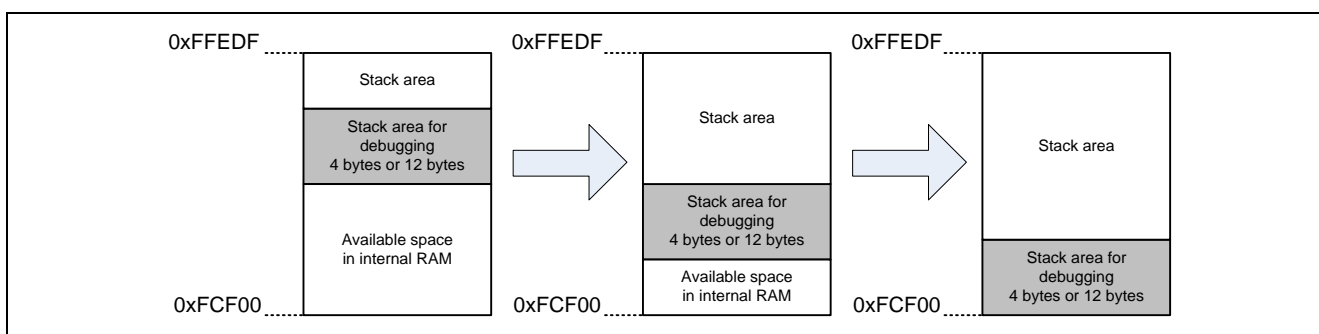 0xFFEDF
Stack area
Stack area for
debugging
4 bytes or 12 bytes
Available space
in internal RAM
0xFCF00
0xFFEDF
Stack area
Stack area for
debugging
4 bytes or 12 bytes
Available space
in internal RAM
0xFCF00
0xFFEDF
Stack area
Stack area for
debugging
4 bytes or 12 bytes
0xFCF00